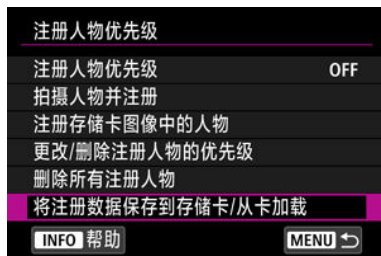 注册人物优先级
注册人物优先级 OFF
拍摄人物并注册
注册存储卡图像中的人物
更改/删除注册人物的优先级
删除所有注册人物
将注册数据保存到存储卡/从卡加载
INFO 帮助 MENU